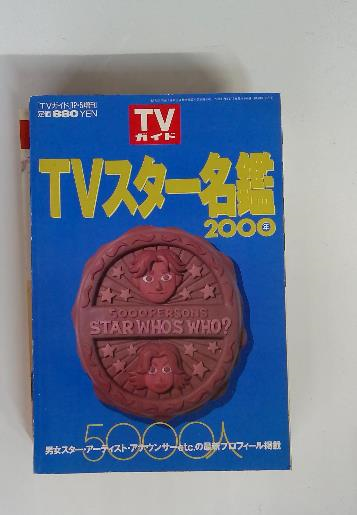 TVガイド12・5増刊
定価880YEN
TV
ガイド
TVスター名鑑
2000年
5000PERSONS
STAR WHO'S WHO?
5000人
男女スター・アーティスト・アナウンサーetc.の最新プロフィール掲載